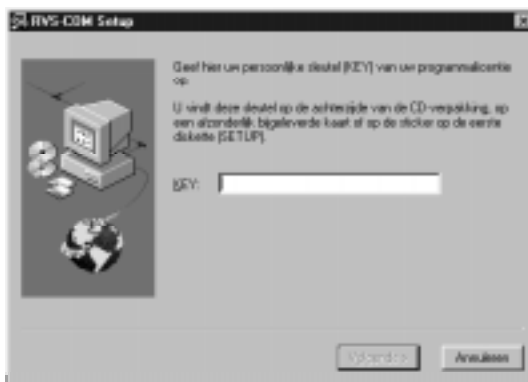 RVS-COM Setup
Geef hier uw persoonlijke sleutel (KEY) van uw programmalicentie
op.
U vindt deze sleutel op de achterzijde van de CD-verpakking, op
een afzonderlijk bijgeleverde kaart of op de sticker op de eerste
diskette (SETUP).
KEY:
Annuleren